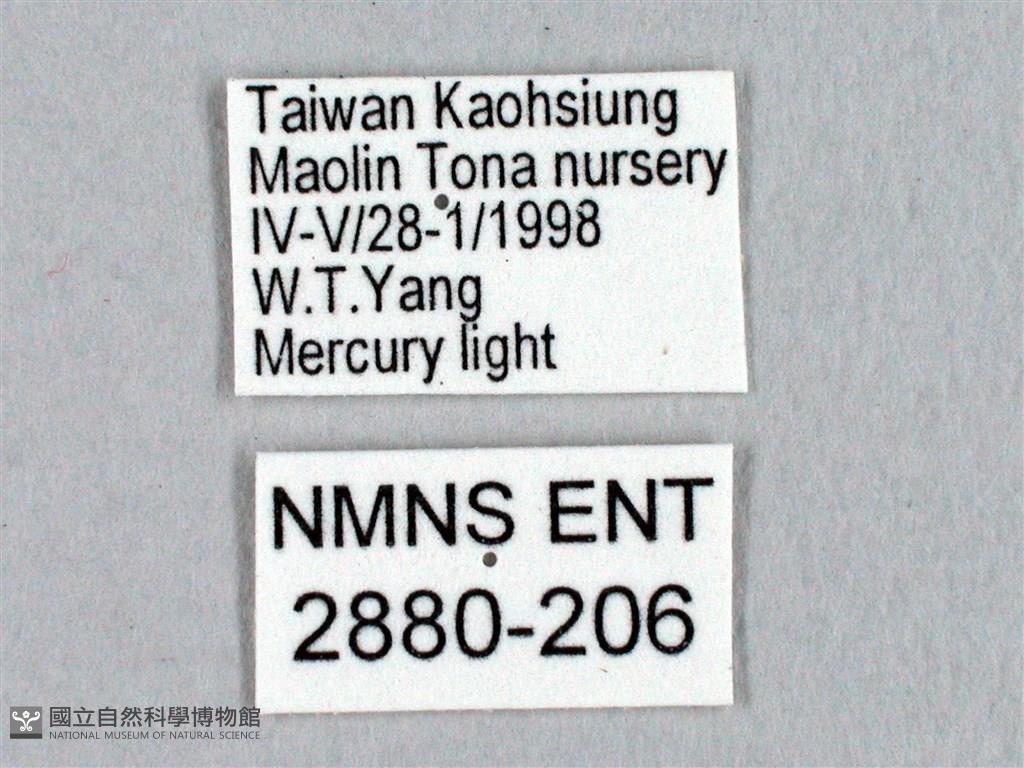 Taiwan Kaohsiung
Maolin Tona nursery
IV-V/28-1/1998
W.T.Yang
Mercury light
NMNS ENT
2880-206
國立自然科學博物館
NATIONAL MUSEUM OF NATURAL SCIENCE